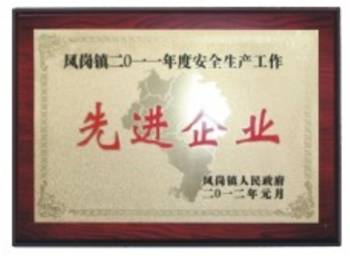 凤岗镇二〇一一年度安全生产工作
先进企业
凤岗镇人民政府
二〇一二年元月